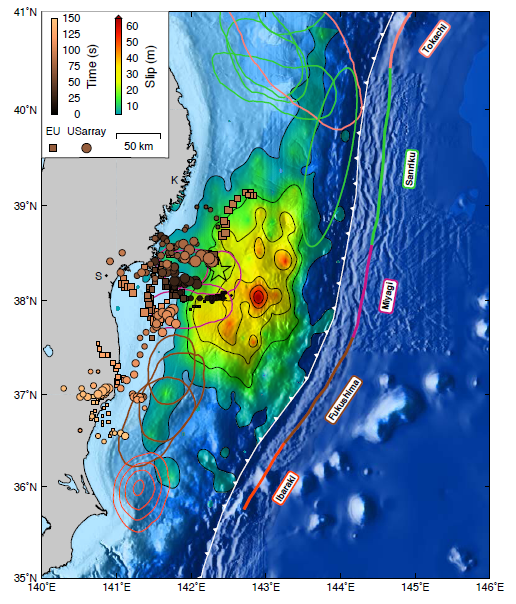 41˚N
40˚N
39˚N
38˚N
37˚N
36˚N
35˚N
140˚E
141˚E
142˚E
143˚E
144˚E
145˚E
146˚E
150
125
100
75
50
25
0
Time (s)
60
50
40
30
20
10
Slip (m)
EU
USarray
50 km
K
S
Tokachi
Sanriku
Miyagi
Fukushima
Ibaraki